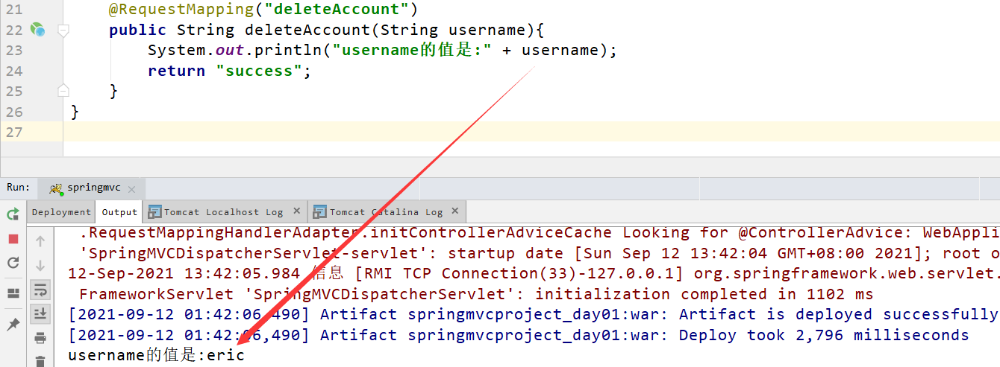 21 @RequestMapping("deleteAccount")
22 public String deleteAccount(String username){
23 System.out.println("username的值是:" + username);
24 return "success";
25 }
26 }
27
Run: springmvc
Deployment Output Tomcat Localhost Log Tomcat Catalina Log
.RequestMappingHandlerAdapter.initControllerAdviceCache Looking for @ControllerAdvice: WebAppli
'SpringMVCDispatcherServlet-servlet': startup date [Sun Sep 12 13:42:04 GMT+08:00 2021]; root o
12-Sep-2021 13:42:05.984 信息 [RMI TCP Connection(33)-127.0.0.1] org.springframework.web.servlet.
FrameworkServlet 'SpringMVCDispatcherServlet': initialization completed in 1102 ms
[2021-09-12 01:42:06,490] Artifact springmvcproject_day01:war: Artifact is deployed successfully
[2021-09-12 01:42:06,490] Artifact springmvcproject_day01:war: Deploy took 2,796 milliseconds
username的值是:eric